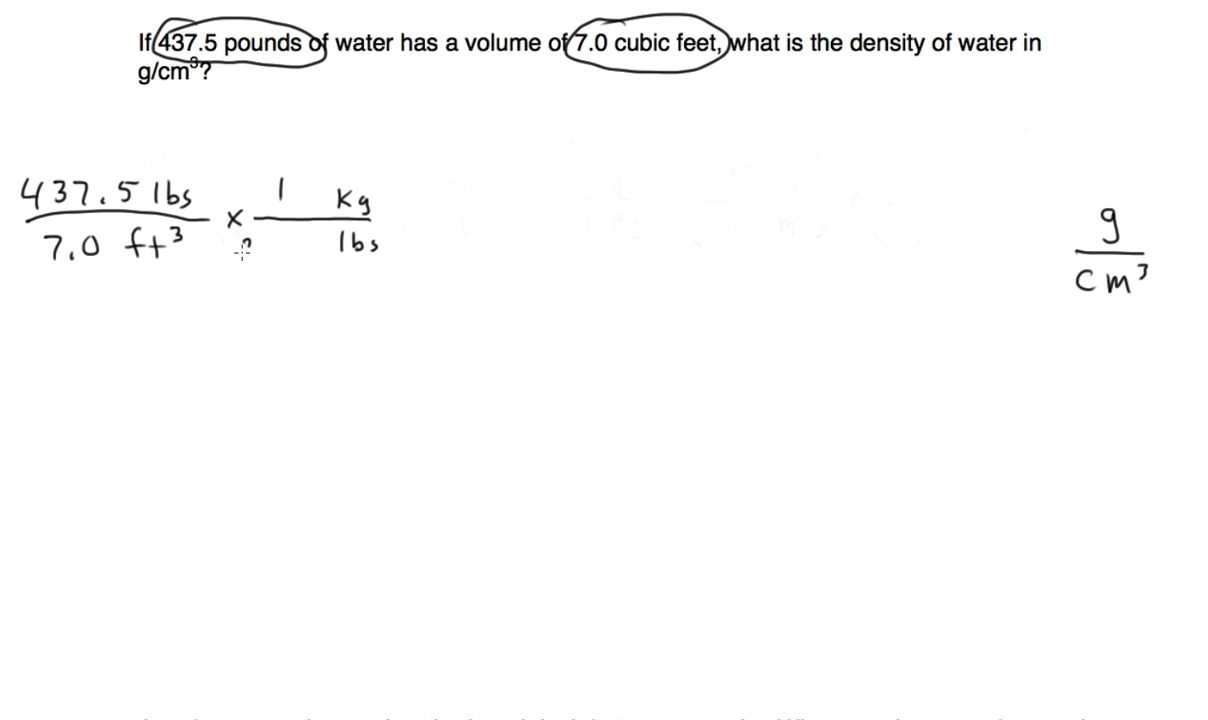 If 437.5 pounds of water has a volume of 7.0 cubic feet, what is the density of water in
g/cm³?
437.5 lbs × 1 Kg
7.0 ft³ lbs
g
cm³